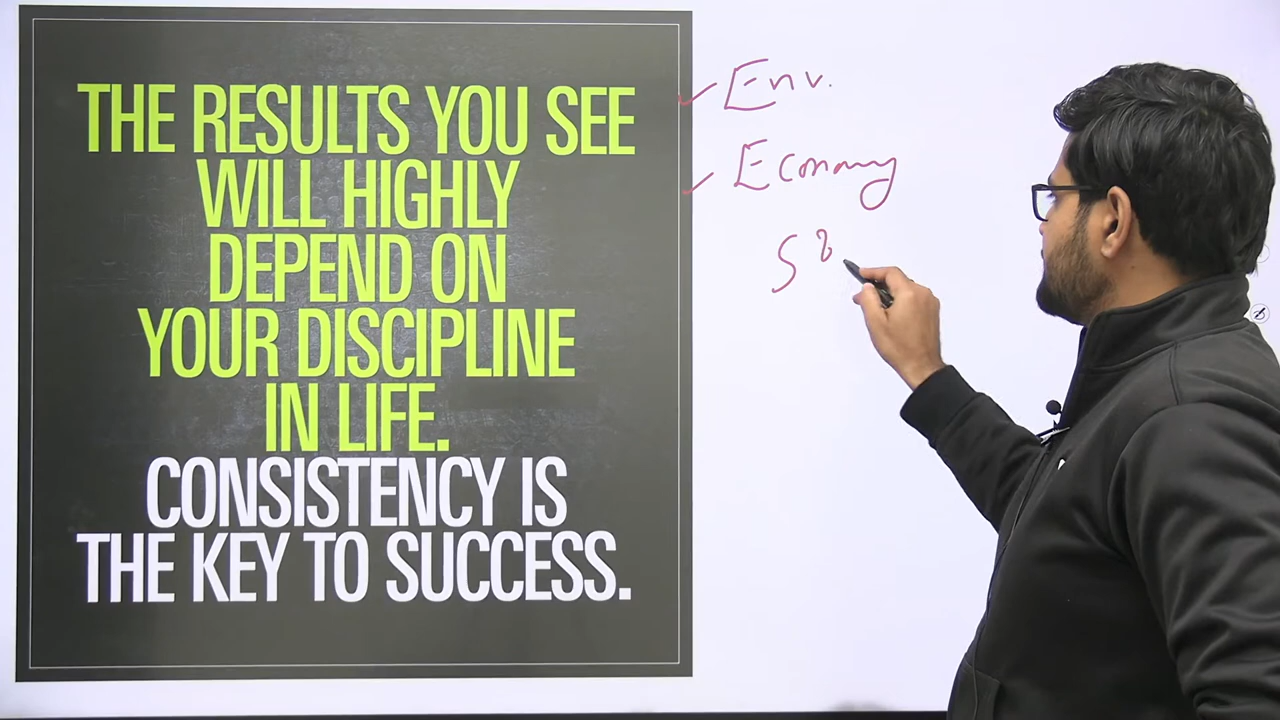 THE RESULTS YOU SEE
WILL HIGHLY
DEPEND ON
YOUR DISCIPLINE
IN LIFE.
CONSISTENCY IS
THE KEY TO SUCCESS.
Env.
Economy